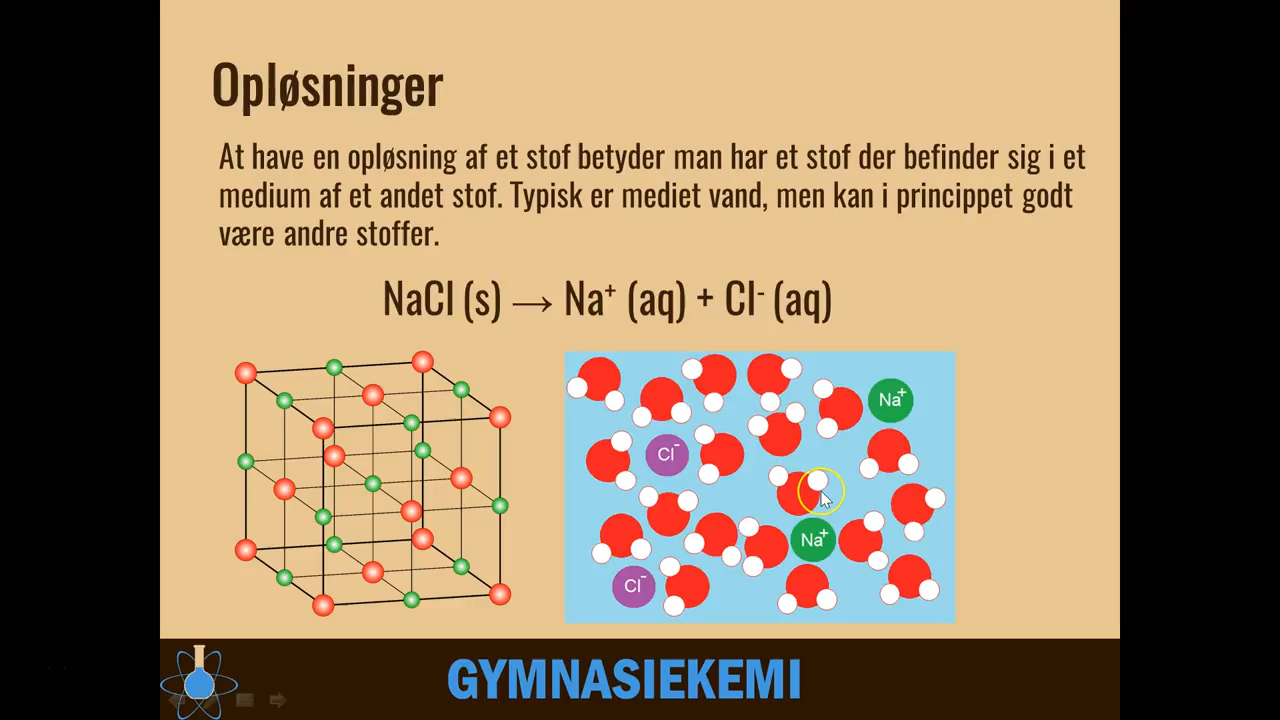 Opløsninger
At have en opløsning af et stof betyder man har et stof der befinder sig i et
medium af et andet stof. Typisk er mediet vand, men kan i princippet godt
være andre stoffer.
NaCl (s) → Na⁺ (aq) + Cl⁻ (aq)
Na⁺
Cl⁻
Na⁺
Cl⁻
GYMNASIEKEMI